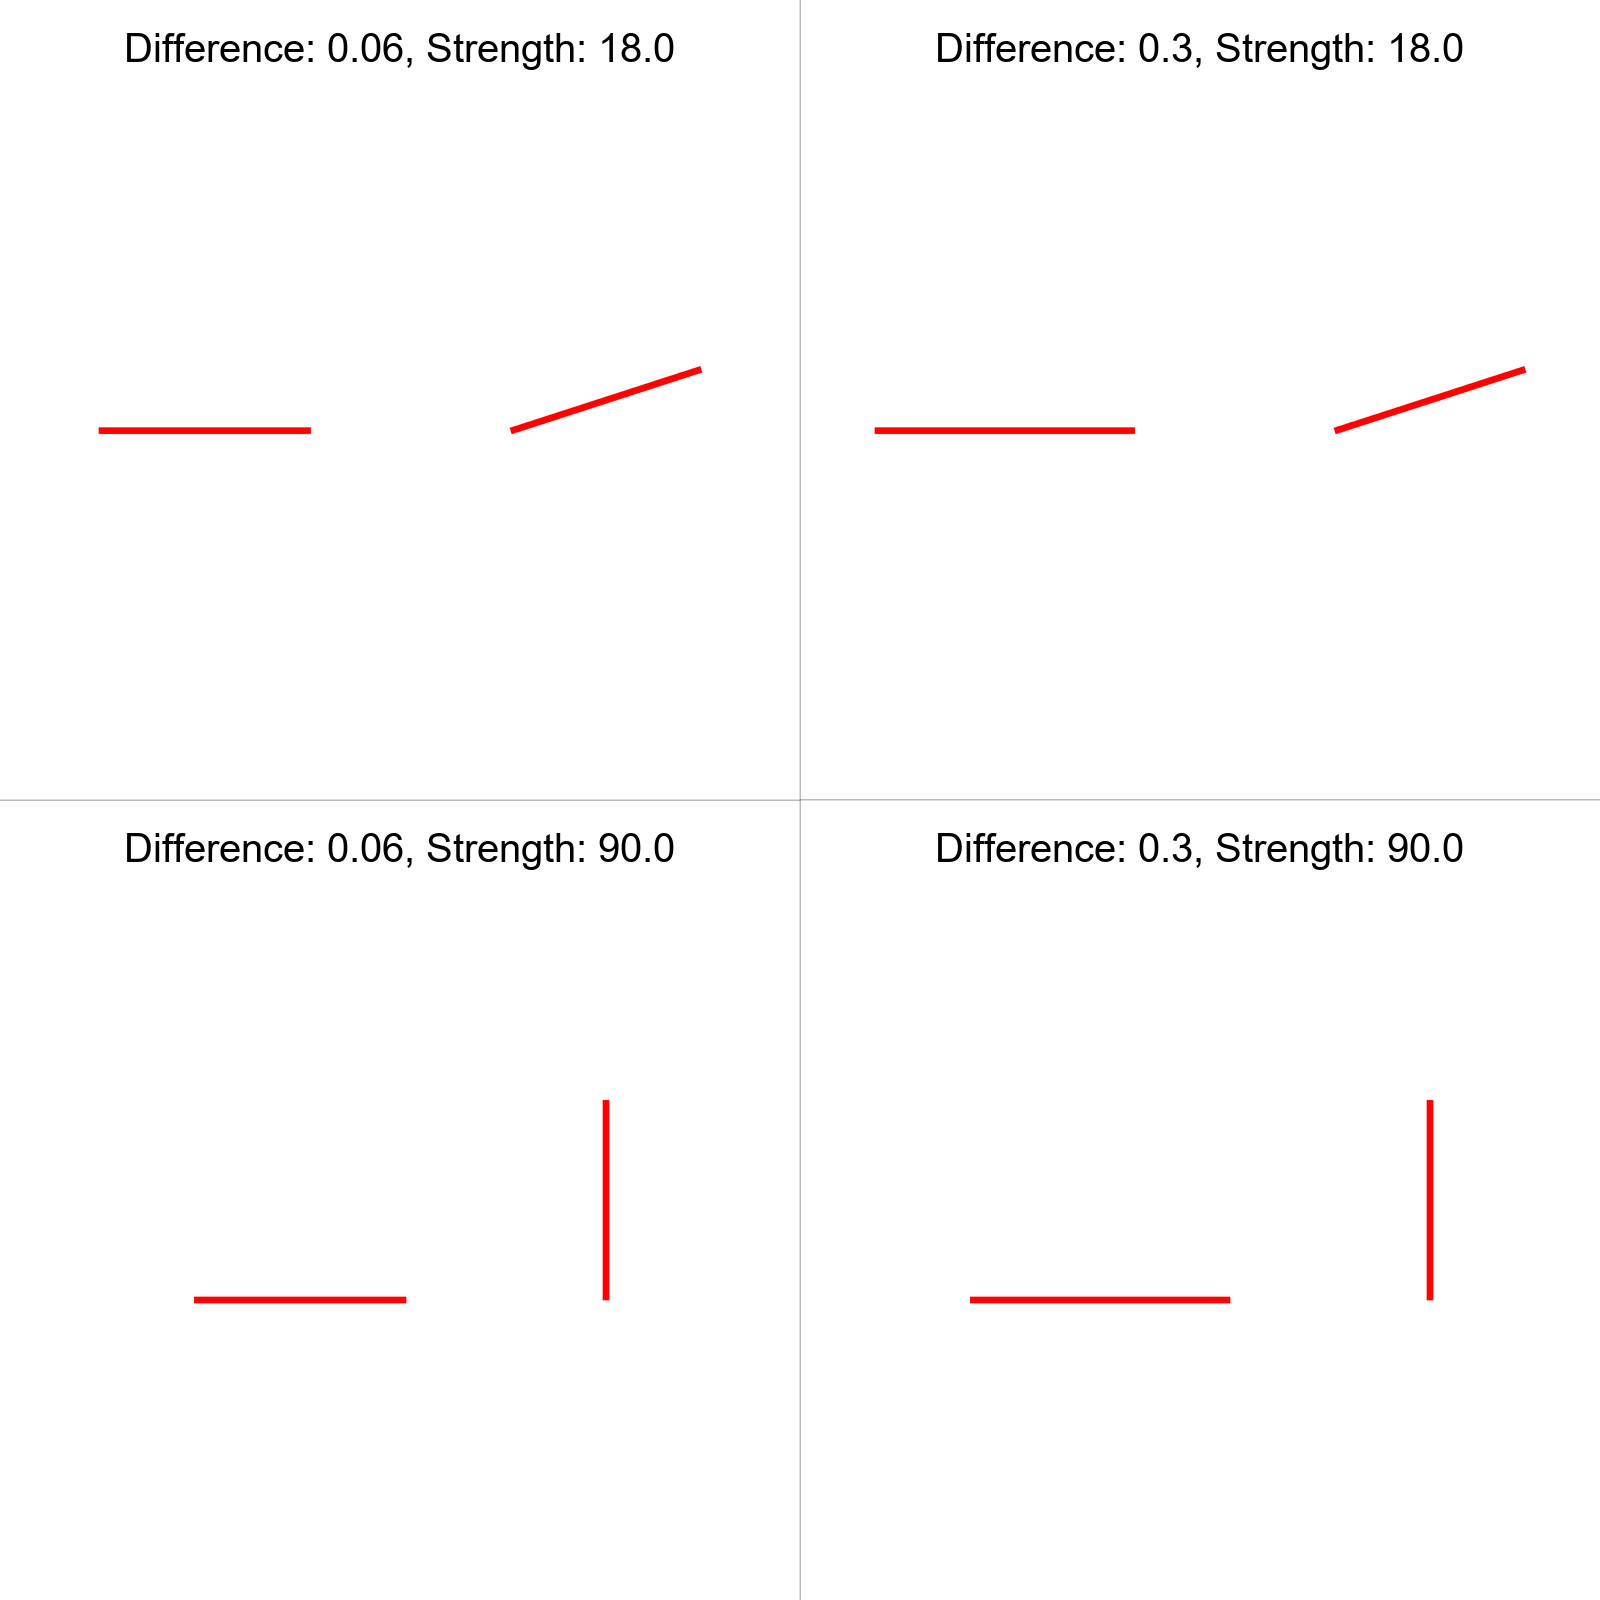 Difference: 0.06, Strength: 18.0
Difference: 0.3, Strength: 18.0
Difference: 0.06, Strength: 90.0
Difference: 0.3, Strength: 90.0